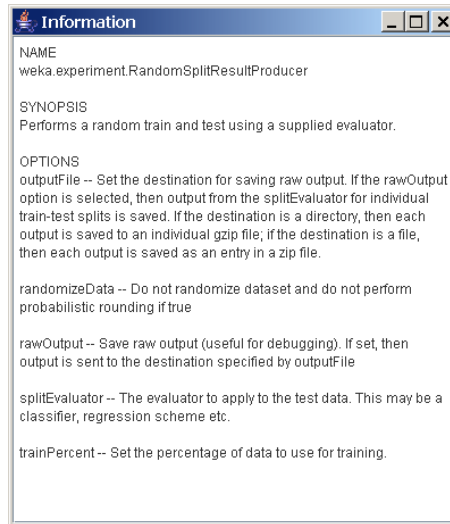 Information
NAME
weka.experiment.RandomSplitResultProducer
SYNOPSIS
Performs a random train and test using a supplied evaluator.
OPTIONS
outputFile -- Set the destination for saving raw output. If the rawOutput
option is selected, then output from the splitEvaluator for individual
train-test splits is saved. If the destination is a directory, then each
output is saved to an individual gzip file; if the destination is a file,
then each output is saved as an entry in a zip file.
randomizeData -- Do not randomize dataset and do not perform
probabilistic rounding if true
rawOutput -- Save raw output (useful for debugging). If set, then
output is sent to the destination specified by outputFile
splitEvaluator -- The evaluator to apply to the test data. This may be a
classifier, regression scheme etc.
trainPercent -- Set the percentage of data to use for training.